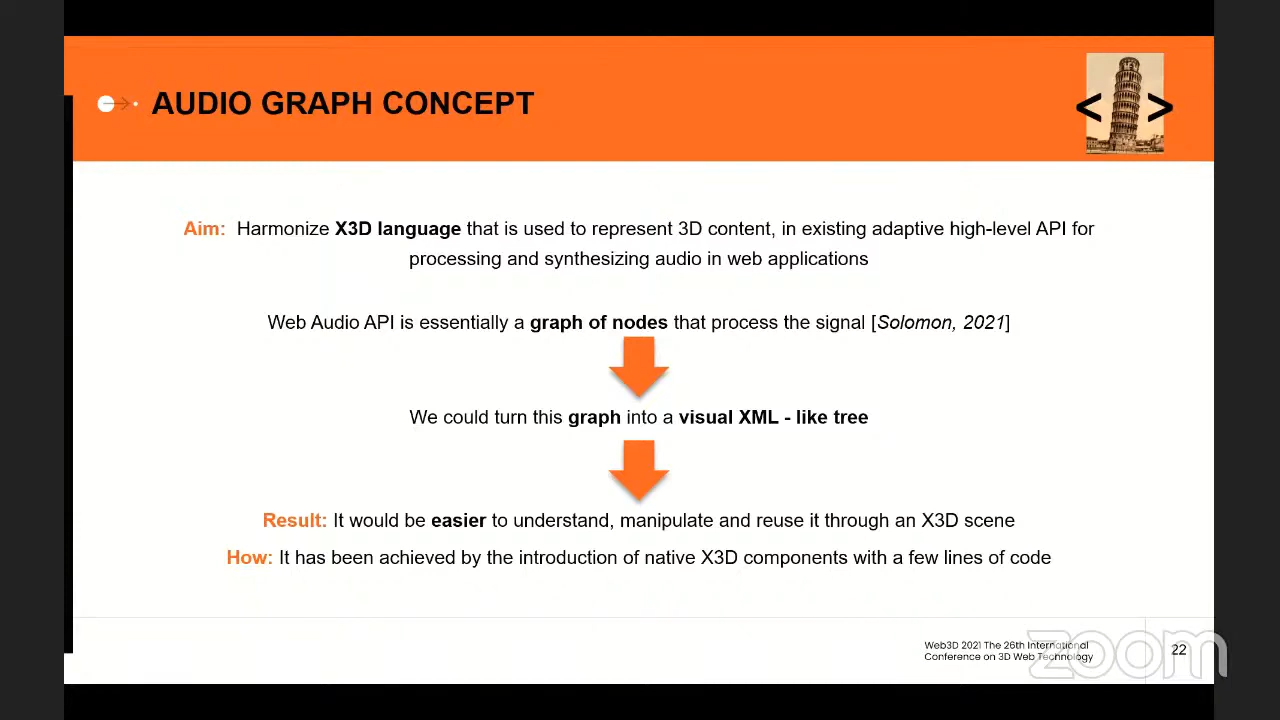 AUDIO GRAPH CONCEPT
< >
Aim: Harmonize X3D language that is used to represent 3D content, in existing adaptive high-level API for
processing and synthesizing audio in web applications
Web Audio API is essentially a graph of nodes that process the signal [Solomon, 2021]
We could turn this graph into a visual XML - like tree
Result: It would be easier to understand, manipulate and reuse it through an X3D scene
How: It has been achieved by the introduction of native X3D components with a few lines of code
Web3D 2021 The 26th International
Conference on 3D Web Technology
22
zoom